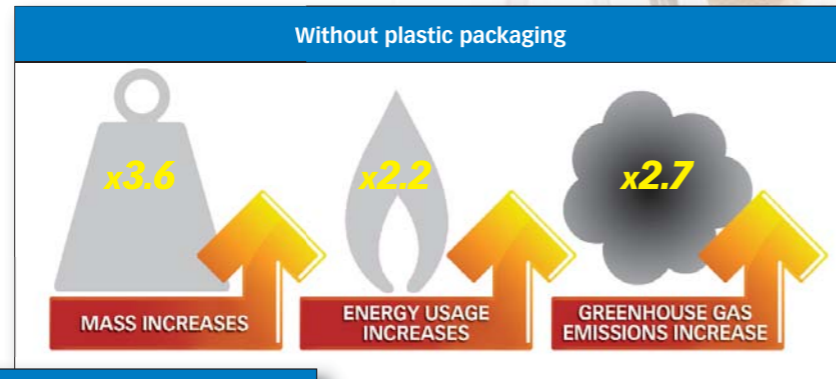 Without plastic packaging
x3.6
x2.2
x2.7
MASS INCREASES
ENERGY USAGE
INCREASES
GREENHOUSE GAS
EMISSIONS INCREASE